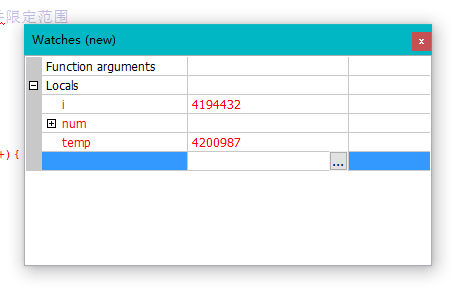 限定范围
Watches (new)
x
Function arguments
Locals
i 4194432
num
temp 4200987
+){
...